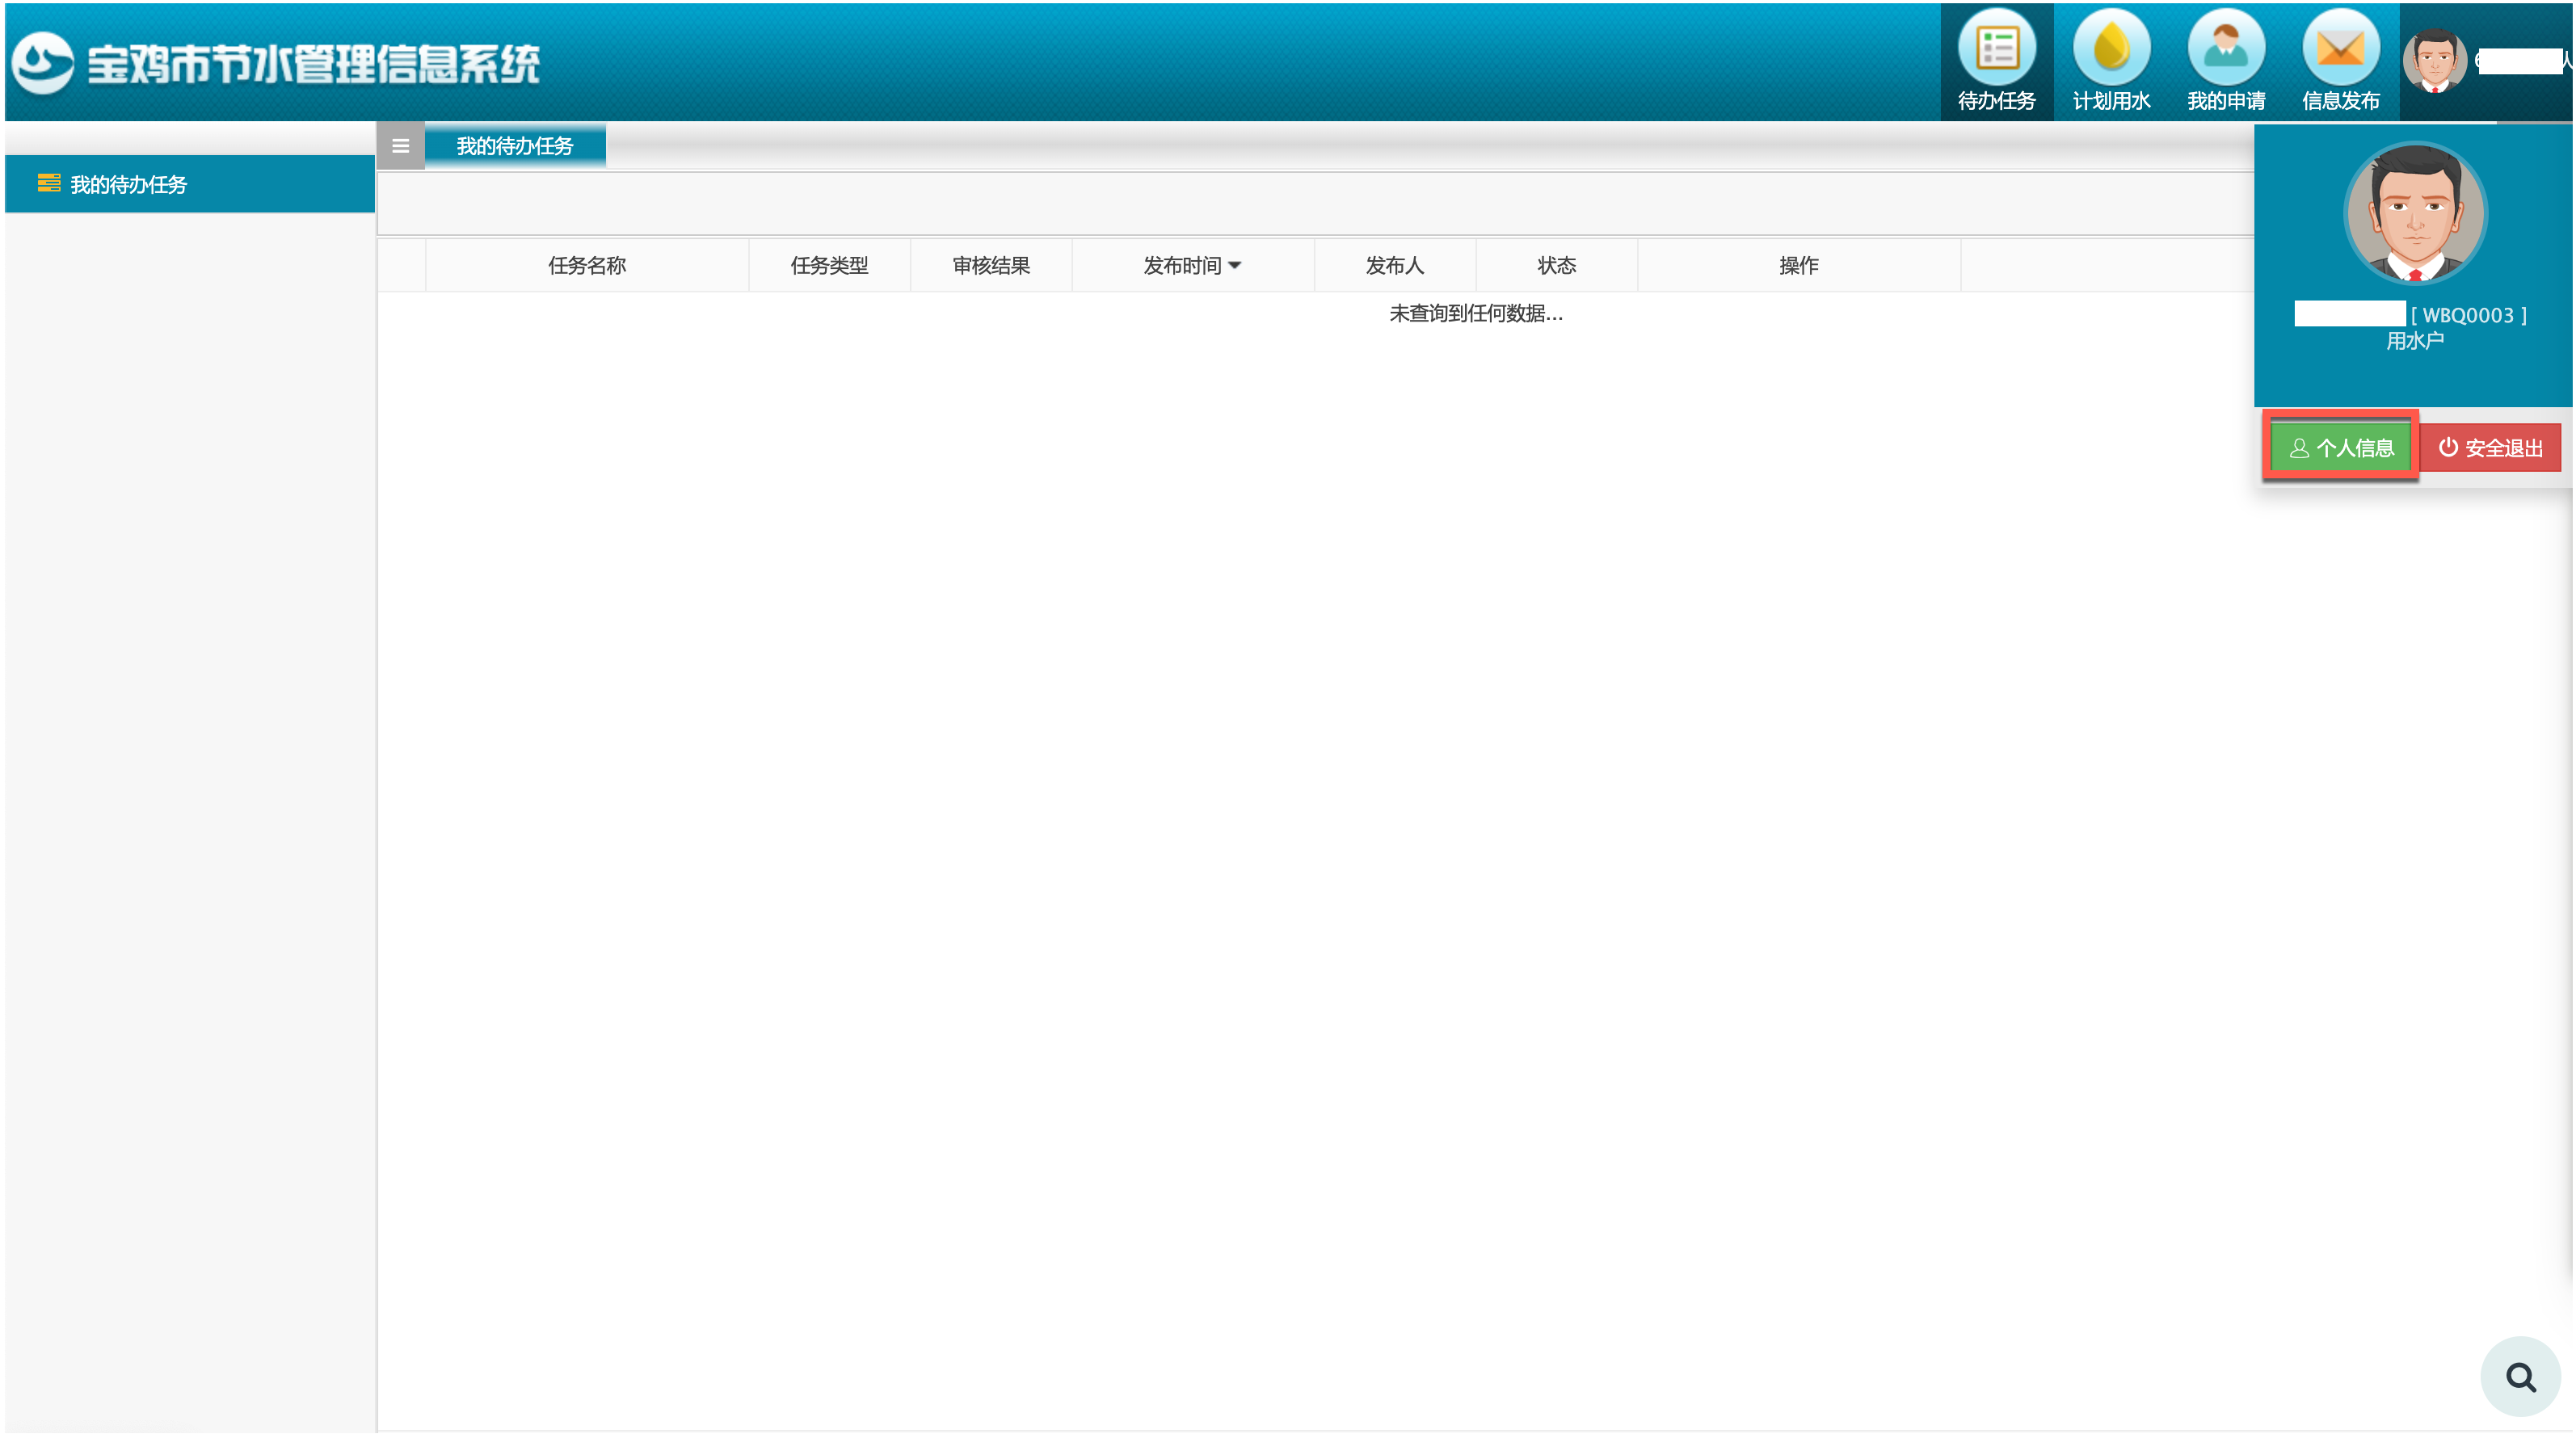 宝鸡市节水管理信息系统
待办任务
计划用水
我的申请
信息发布
我的待办任务
我的待办任务
任务名称 任务类型 审核结果 发布时间 发布人 状态 操作
未查询到任何数据...
[ WBQ0003 ]
用水户
个人信息
安全退出